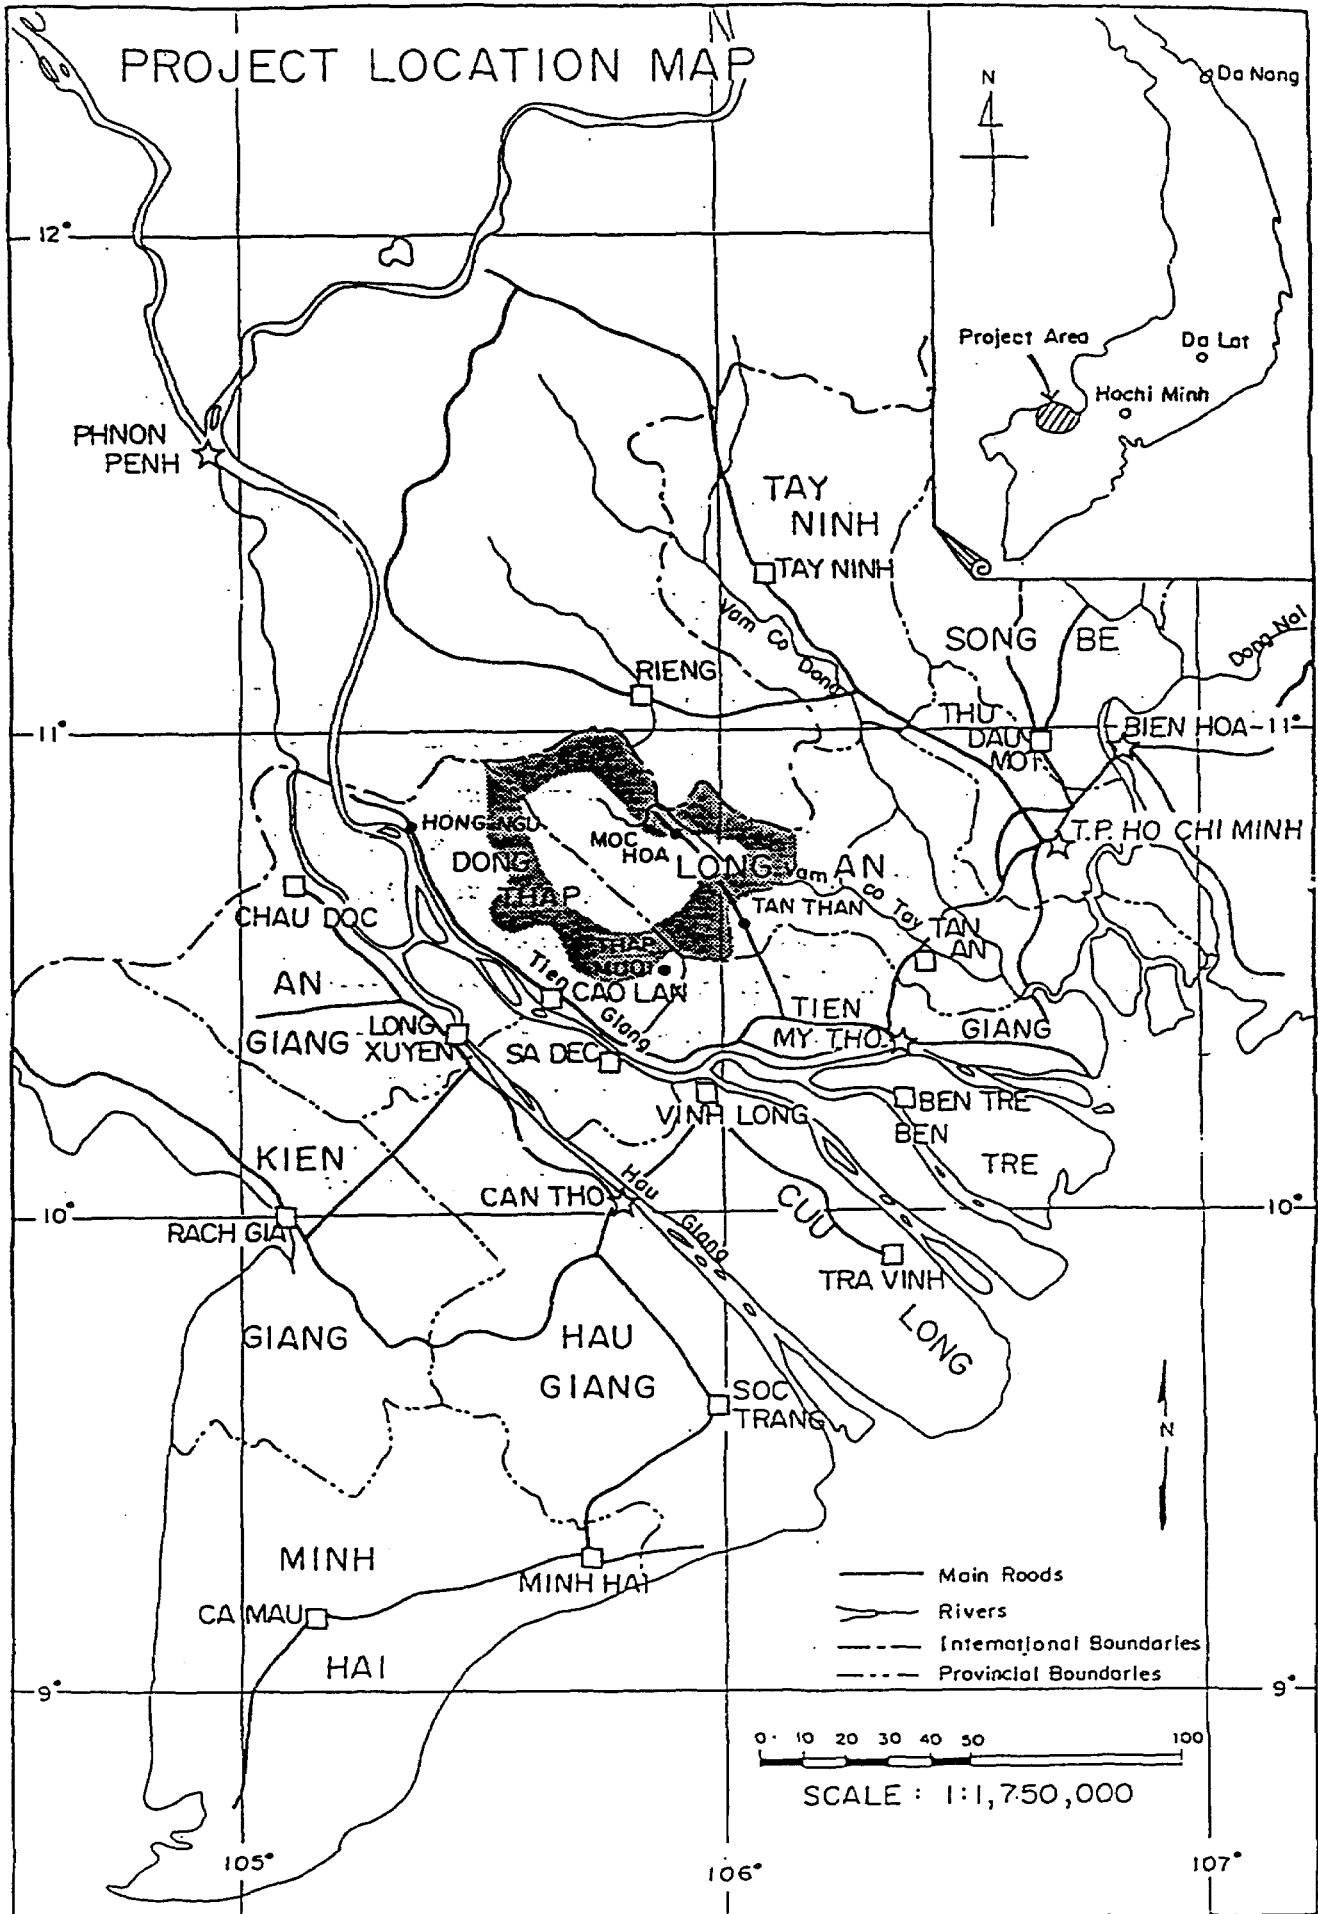 PROJECT LOCATION MAP
N
Da Nang
12°
Project Area
Da Lat
Hochi Minh
PHNON
PENH
TAY
NINH
TAY NINH
Vam Co Dong
SONG BE
Dong Nai
RIENG
11°
THU
DAU
MOT
BIEN HOA
11°
HONG NGU
MOC
HOA
T.P. HO CHI MINH
DONG
THAP
LONG AN
Vam co Tay
CHAU DOC
TAN THAN
TAN
AN
THAP
MUOI
AN
GIANG
Tien Giang
CAO LAN
LONG
XUYEN
SA DEC
TIEN
GIANG
MY THO
VINH LONG
BEN TRE
BEN
TRE
KIEN
GIANG
CAN THO
Hau Giang
CUU
LONG
10°
10°
RACH GIA
TRA VINH
HAU
GIANG
SOC
TRANG
N
MINH
HAI
MINH HAI
CA MAU
Main Roads
Rivers
International Boundaries
Provincial Boundaries
9°
9°
0 10 20 30 40 50 100
SCALE : 1:1,750,000
105°
106°
107°